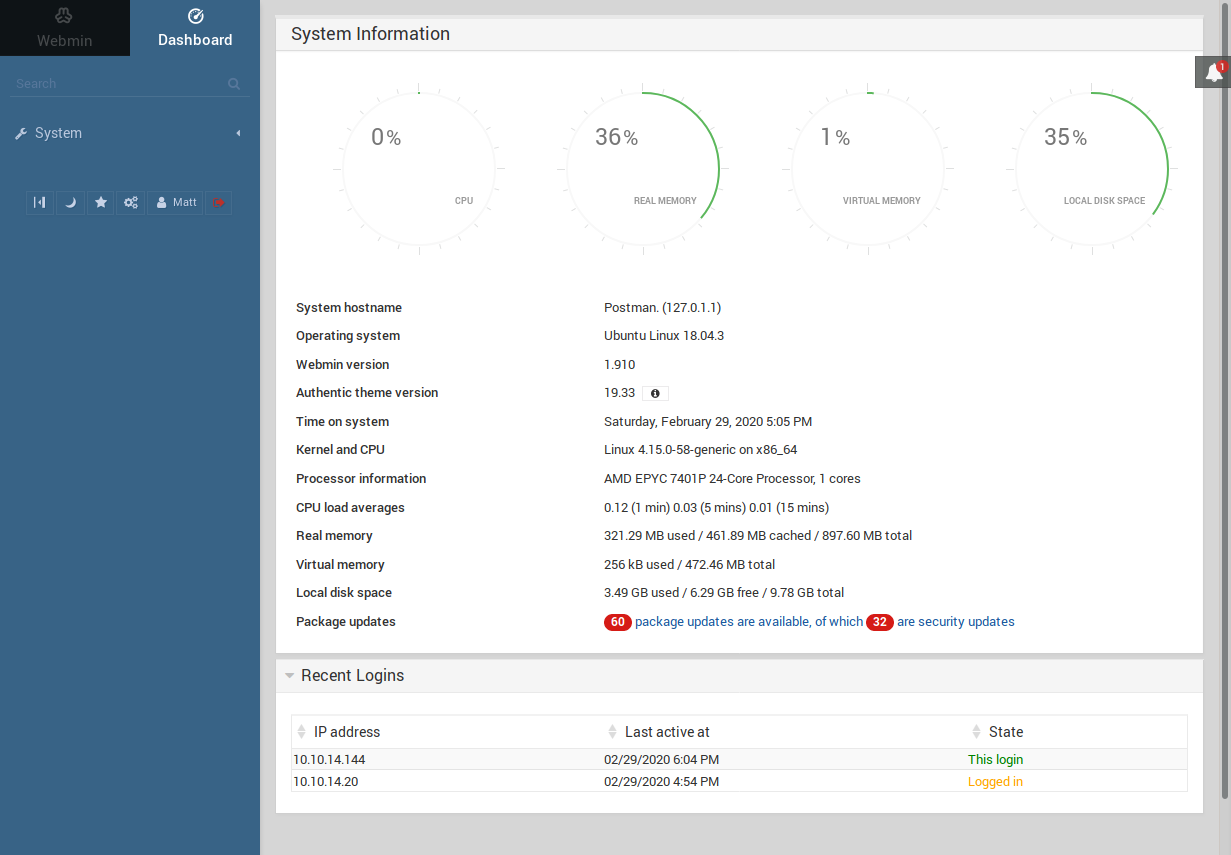 Webmin
Dashboard
Search
System
Matt
System Information
1
0%
CPU
36%
REAL MEMORY
1%
VIRTUAL MEMORY
35%
LOCAL DISK SPACE
System hostname Postman. (127.0.1.1)
Operating system Ubuntu Linux 18.04.3
Webmin version 1.910
Authentic theme version 19.33
Time on system Saturday, February 29, 2020 5:05 PM
Kernel and CPU Linux 4.15.0-58-generic on x86_64
Processor information AMD EPYC 7401P 24-Core Processor, 1 cores
CPU load averages 0.12 (1 min) 0.03 (5 mins) 0.01 (15 mins)
Real memory 321.29 MB used / 461.89 MB cached / 897.60 MB total
Virtual memory 256 kB used / 472.46 MB total
Local disk space 3.49 GB used / 6.29 GB free / 9.78 GB total
Package updates 60 package updates are available, of which 32 are security updates
Recent Logins
IP address Last active at State
10.10.14.144 02/29/2020 6:04 PM This login
10.10.14.20 02/29/2020 4:54 PM Logged in